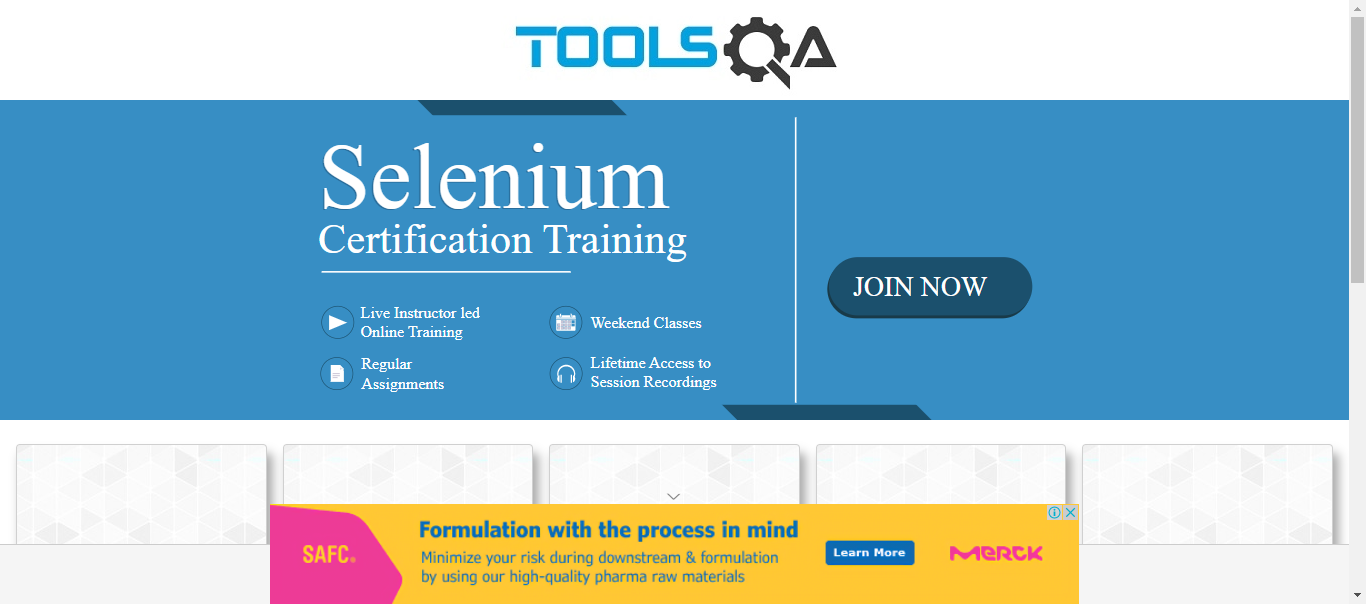 TOOLSQA
Selenium
Certification Training
Live Instructor led
Online Training
Weekend Classes
Regular
Assignments
Lifetime Access to
Session Recordings
JOIN NOW
SAFC.
Formulation with the process in mind
Minimize your risk during downstream & formulation
by using our high-quality pharma raw materials
Learn More
MERCK